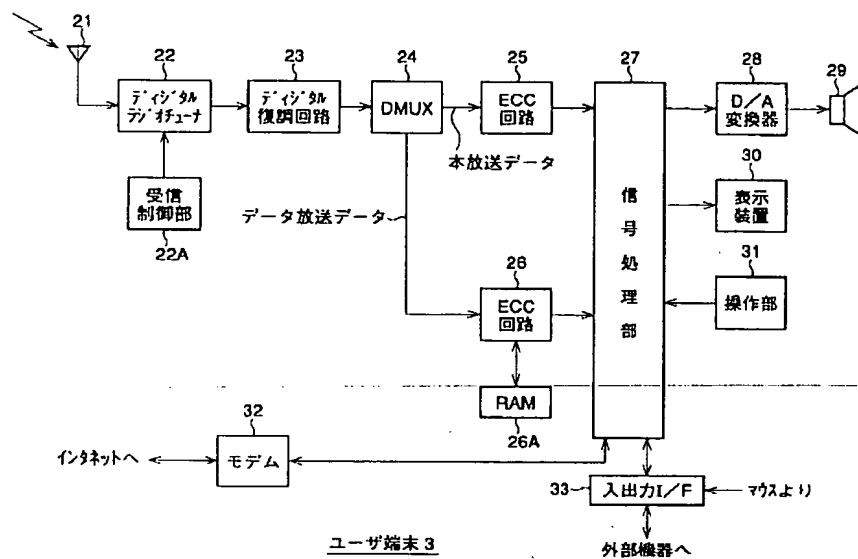 21
22
ディジタル
ラジオチューナ
23
ディジタル
復調回路
24
DMUX
25
ECC
回路
27
信号処理部
28
D/A
変換器
29
本放送データ
30
表示
装置
受信
制御部
22A
データ放送データ
26
ECC
回路
31
操作部
RAM
26A
32
モデム
インタネットへ
33
入出力I/F
マウスより
外部機器へ
ユーザ端末3